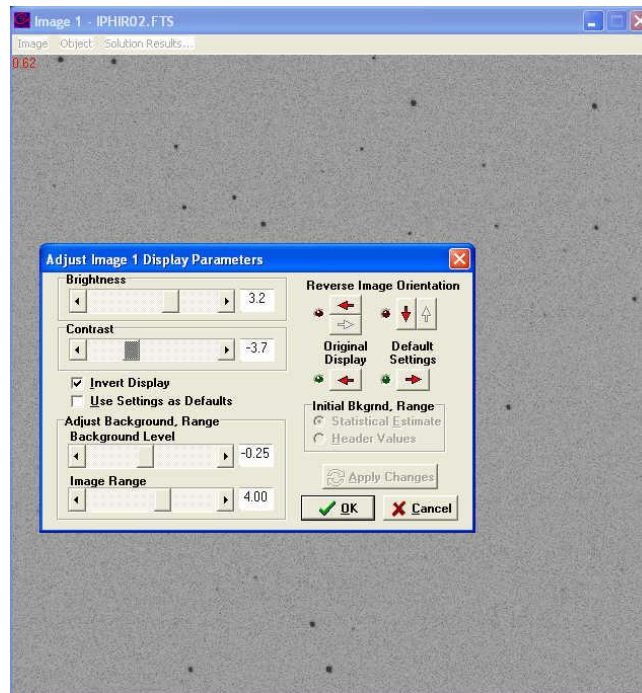 Image 1 - IPHIR02.FTS
Image Object Solution Results...
0.62
Adjust Image 1 Display Parameters
Brightness
3.2
Contrast
-3.7
Invert Display
Use Settings as Defaults
Adjust Background, Range
Background Level
-0.25
Image Range
4.00
Reverse Image Orientation
Original Display
Default Settings
Initial Bkgrnd, Range
Statistical Estimate
Header Values
Apply Changes
OK
Cancel